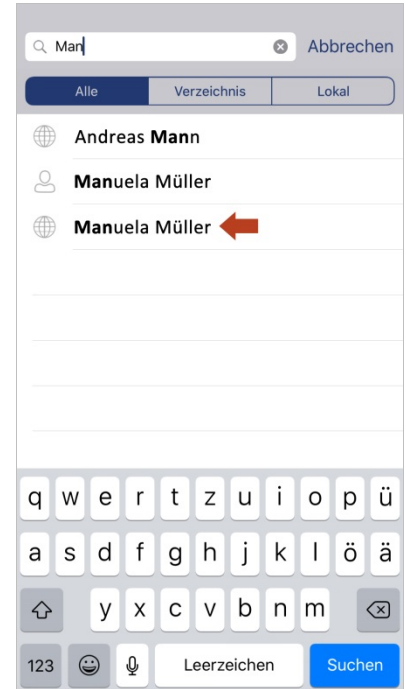 Man Abbrechen
Alle Verzeichnis Lokal
Andreas Mann
Manuela Müller
Manuela Müller
q w e r t z u i o p ü
a s d f g h j k l ö ä
y x c v b n m
123 Leerzeichen Suchen